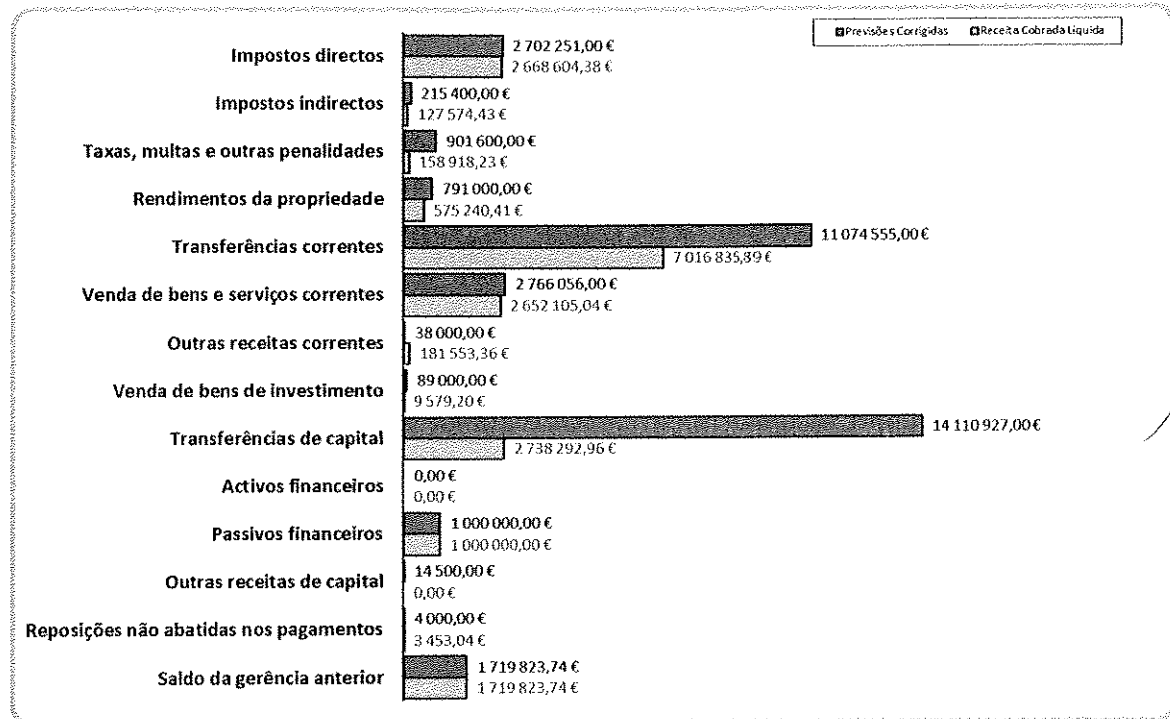 Previsões Corrigidas Receita Cobrada Liquida
Impostos directos
2 702 251,00 €
2 668 604,38 €
Impostos indirectos
215 400,00 €
127 574,43 €
Taxas, multas e outras penalidades
901 600,00 €
158 918,23 €
Rendimentos da propriedade
791 000,00 €
575 240,41 €
Transferências correntes
11 074 555,00 €
7 016 835,89 €
Venda de bens e serviços correntes
2 766 056,00 €
2 652 105,04 €
Outras receitas correntes
38 000,00 €
181 553,36 €
Venda de bens de investimento
89 000,00 €
9 579,20 €
Transferências de capital
14 110 927,00 €
2 738 292,96 €
Activos financeiros
0,00 €
0,00 €
Passivos financeiros
1 000 000,00 €
1 000 000,00 €
Outras receitas de capital
14 500,00 €
0,00 €
Reposições não abatidas nos pagamentos
4 000,00 €
3 453,04 €
Saldo da gerência anterior
1 719 823,74 €
1 719 823,74 €